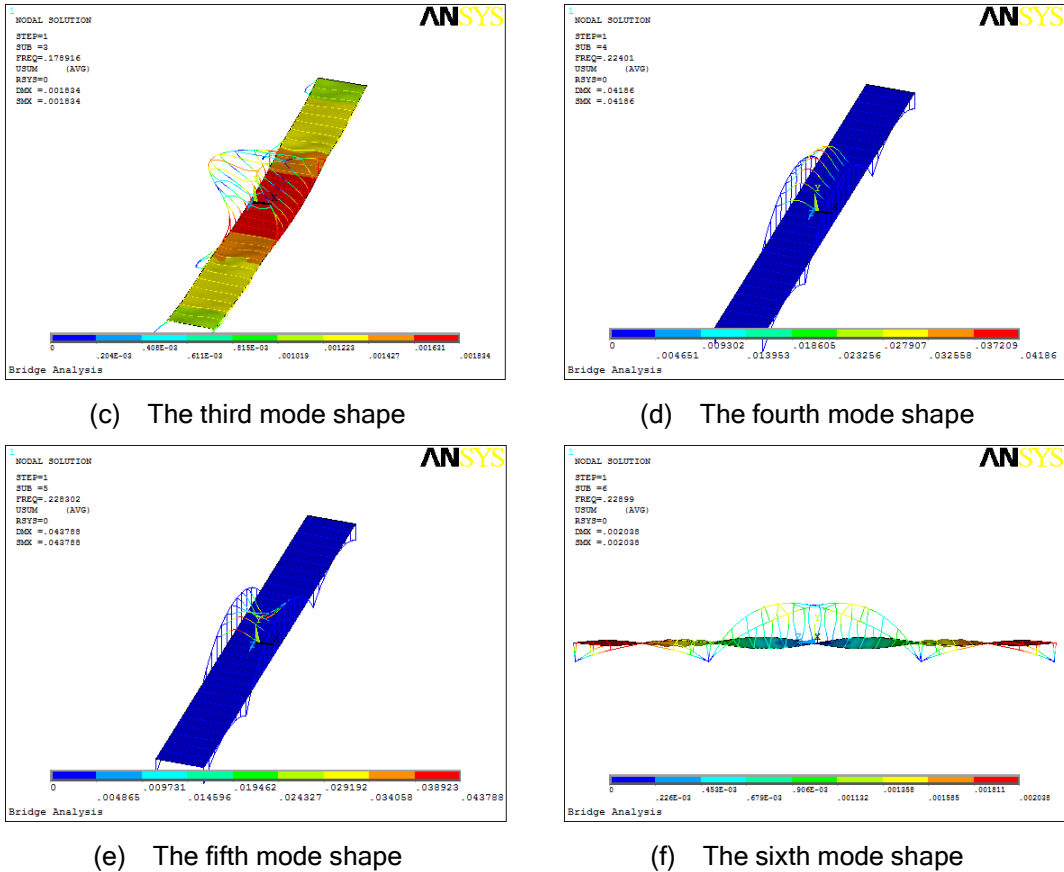 1
NODAL SOLUTION
STEP=1
SUB =3
FREQ=.178916
USUM (AVG)
RSYS=0
DMX =.001834
SMX =.001834
ANSYS
Y
X
0 .408E-03 .815E-03 .001223 .001631
.204E-03 .611E-03 .001019 .001427 .001834
Bridge Analysis
(c) The third mode shape
1
NODAL SOLUTION
STEP=1
SUB =4
FREQ=.22401
USUM (AVG)
RSYS=0
DMX =.04186
SMX =.04186
ANSYS
Y
0 .009302 .018605 .027907 .037209
.004651 .013953 .023256 .032558 .04186
Bridge Analysis
(d) The fourth mode shape
1
NODAL SOLUTION
STEP=1
SUB =5
FREQ=.228302
USUM (AVG)
RSYS=0
DMX =.043788
SMX =.043788
ANSYS
Y
0 .009731 .019462 .029192 .038923
.004865 .014596 .024327 .034058 .043788
Bridge Analysis
(e) The fifth mode shape
1
NODAL SOLUTION
STEP=1
SUB =6
FREQ=.22899
USUM (AVG)
RSYS=0
DMX =.002038
SMX =.002038
ANSYS
Y
Z X
0 .453E-03 .906E-03 .001358 .001811
.226E-03 .679E-03 .001132 .001585 .002038
Bridge Analysis
(f) The sixth mode shape